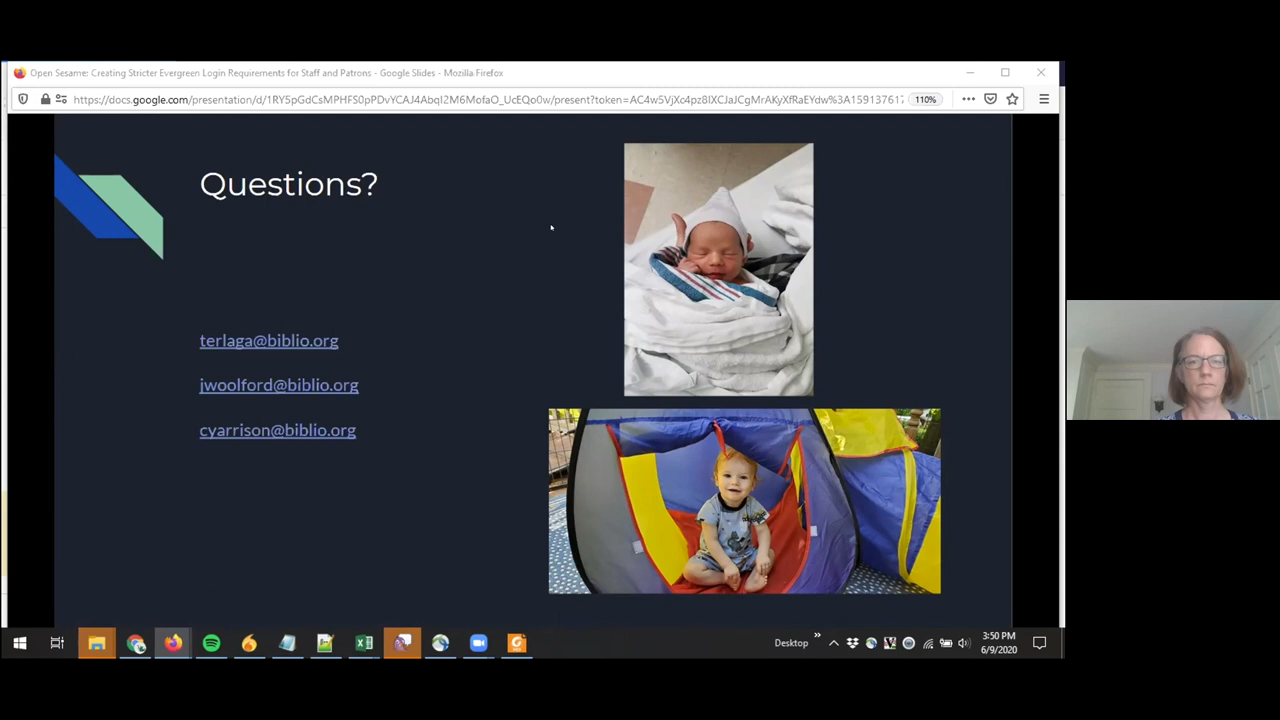 Open Sesame: Creating Stricter Evergreen Login Requirements for Staff and Patrons - Google Slides - Mozilla Firefox
110%
Questions?
terlaga@biblio.org
jwoolford@biblio.org
cyarrison@biblio.org
Desktop
3:50 PM
6/9/2020